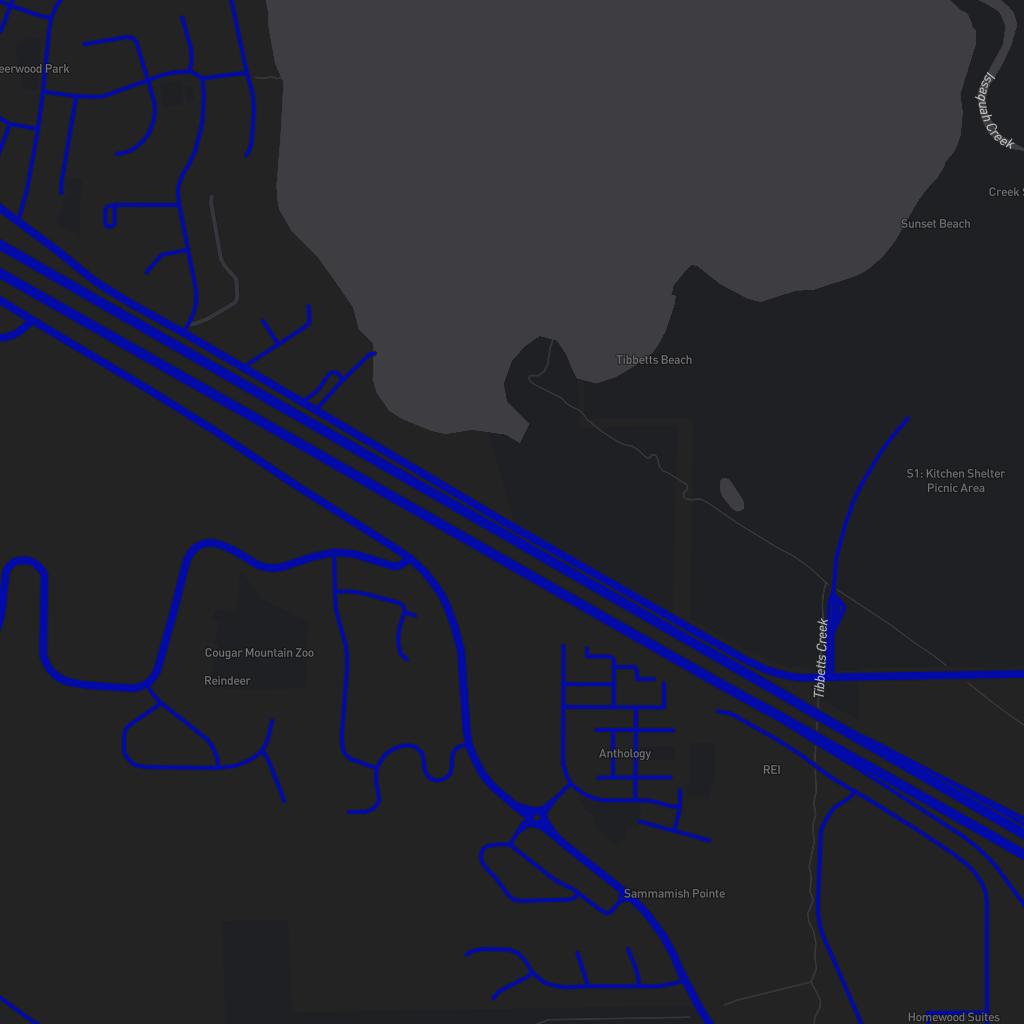 eerwood Park
Issaquah Creek
Creek S
Sunset Beach
Tibbetts Beach
S1: Kitchen Shelter
Picnic Area
Cougar Mountain Zoo
Reindeer
Tibbetts Creek
Anthology
REI
Sammamish Pointe
Homewood Suites